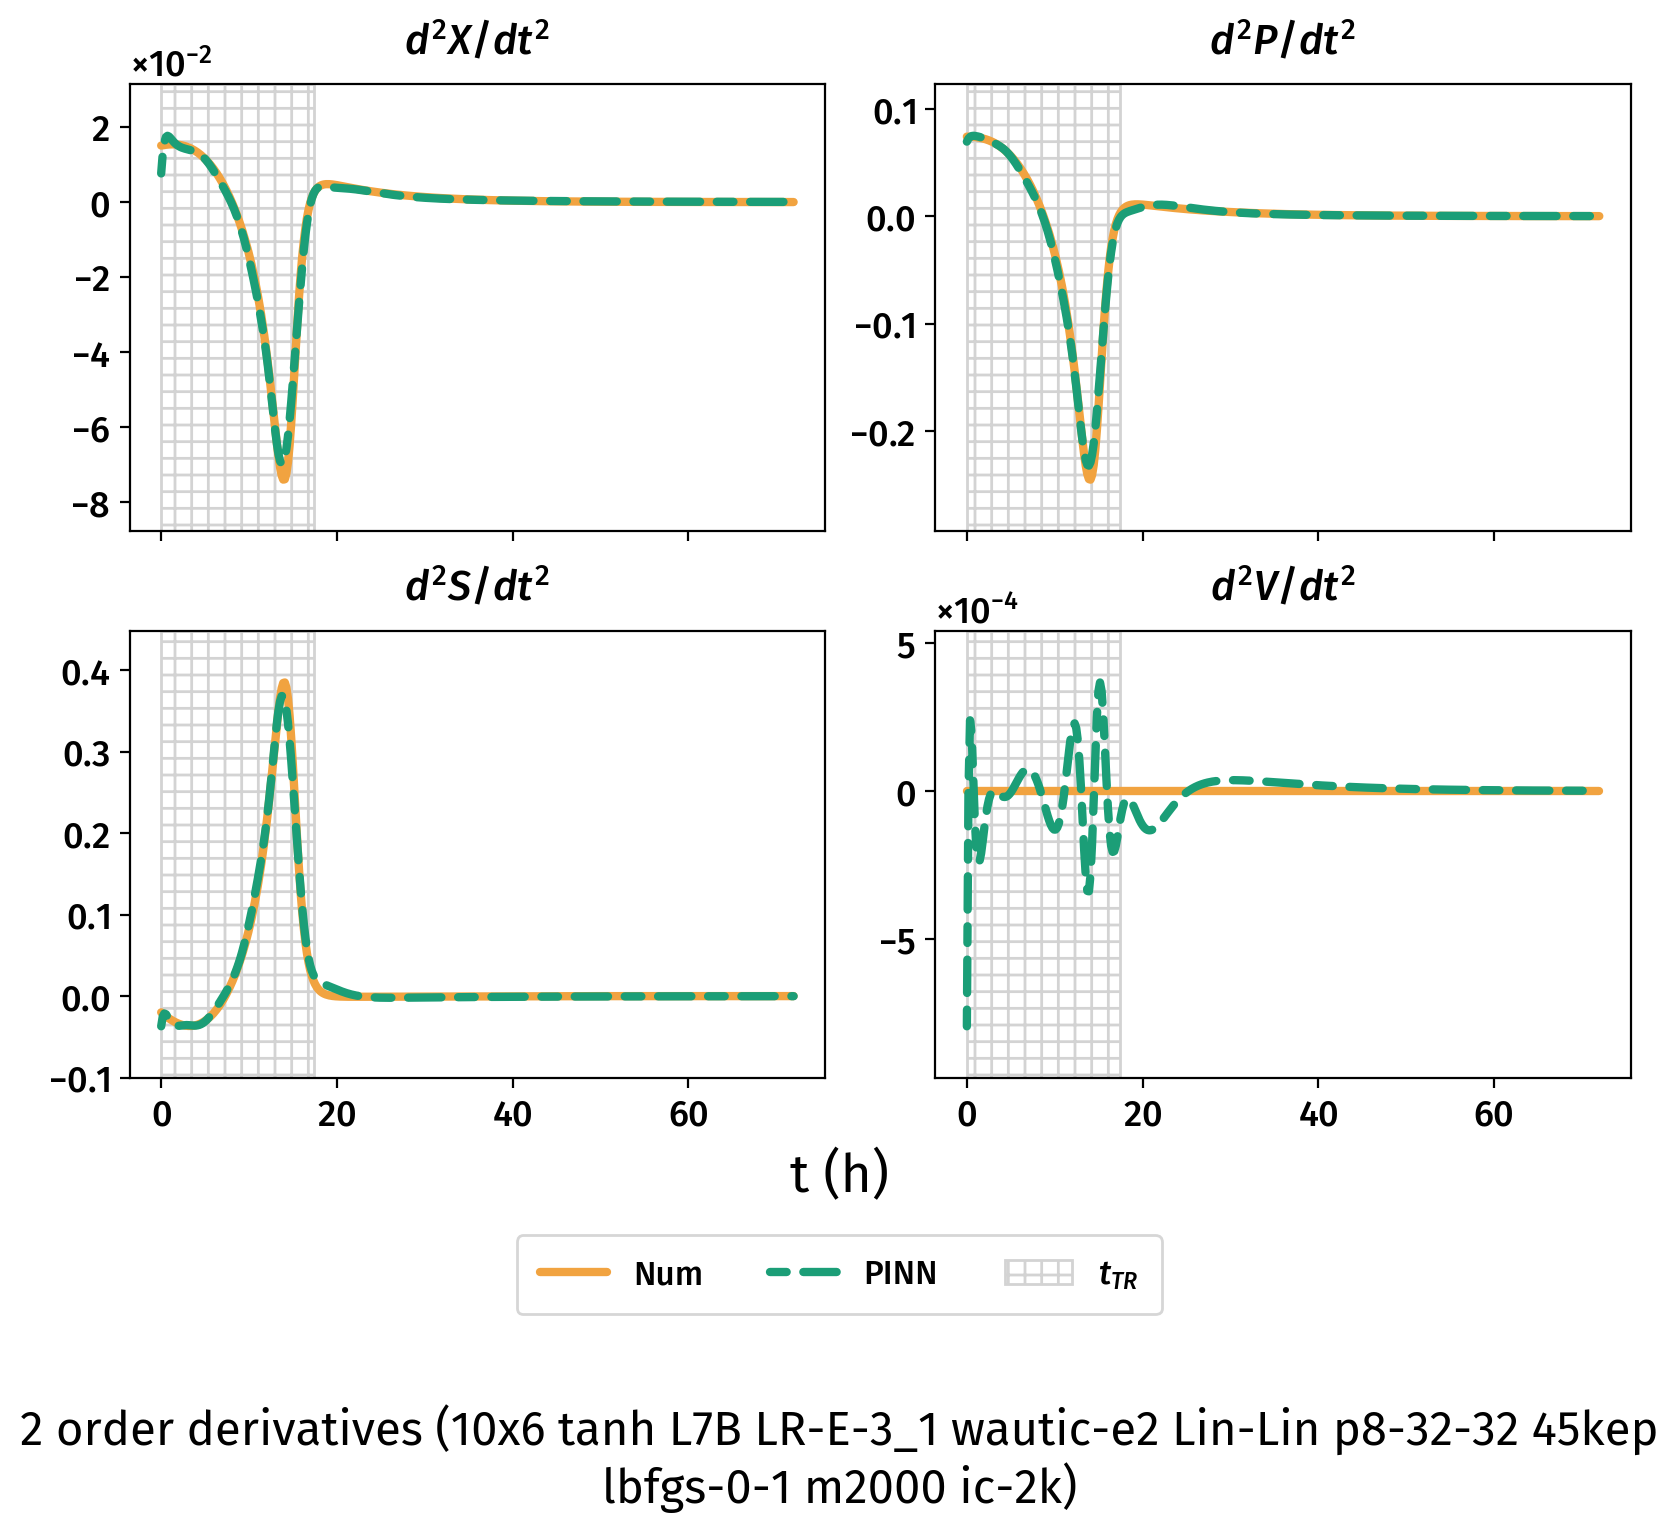 d²X/dt²
×10⁻²
2
0
−2
−4
−6
−8
d²P/dt²
0.1
0.0
−0.1
−0.2
d²S/dt²
0.4
0.3
0.2
0.1
0.0
−0.1
0 20 40 60
d²V/dt²
×10⁻⁴
5
0
−5
0 20 40 60
t (h)
Num PINN t_TR
2 order derivatives (10x6 tanh L7B LR-E-3_1 wautic-e2 Lin-Lin p8-32-32 45kep
lbfgs-0-1 m2000 ic-2k)